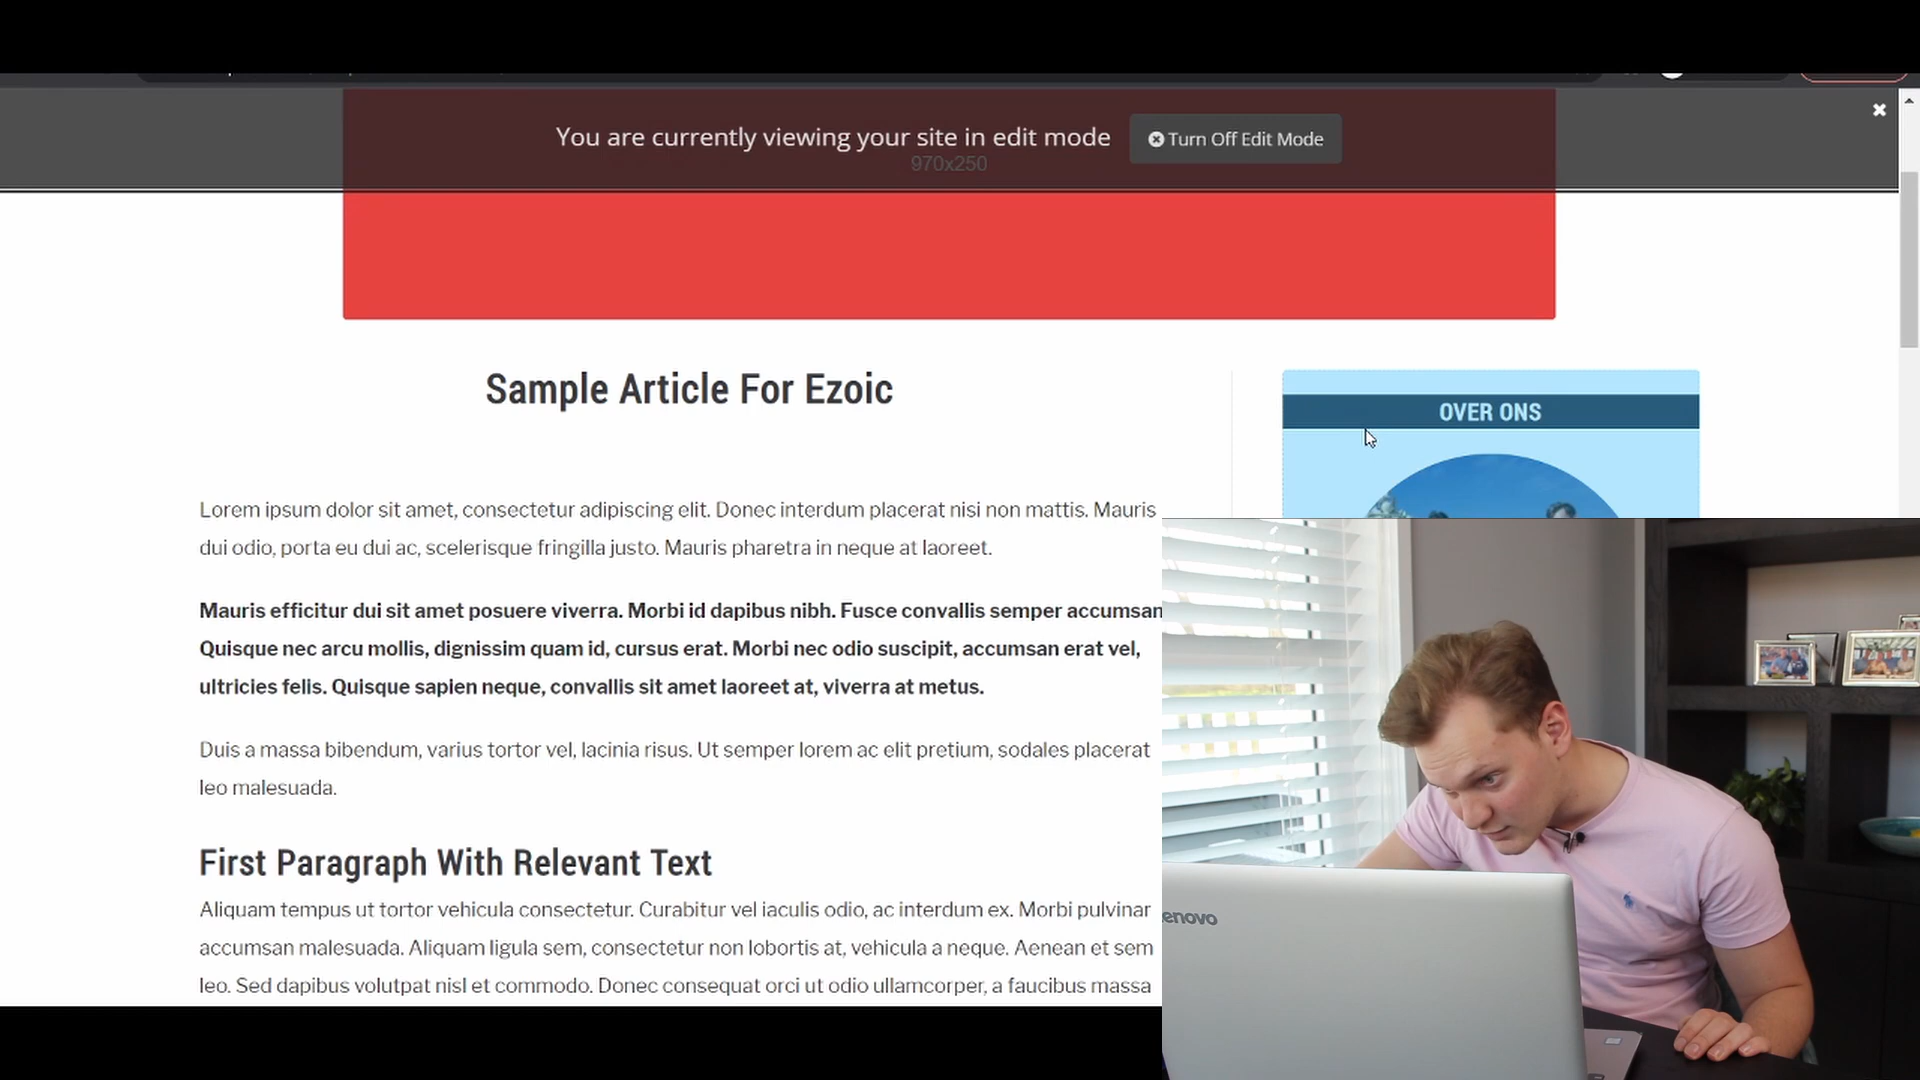 You are currently viewing your site in edit mode
Turn Off Edit Mode
970x250
Sample Article For Ezoic
OVER ONS
Lorem ipsum dolor sit amet, consectetur adipiscing elit. Donec interdum placerat nisi non mattis. Mauris
dui odio, porta eu dui ac, scelerisque fringilla justo. Mauris pharetra in neque at laoreet.
Mauris efficitur dui sit amet posuere viverra. Morbi id dapibus nibh. Fusce convallis semper accumsan
Quisque nec arcu mollis, dignissim quam id, cursus erat. Morbi nec odio suscipit, accumsan erat vel,
ultricies felis. Quisque sapien neque, convallis sit amet laoreet at, viverra at metus.
Duis a massa bibendum, varius tortor vel, lacinia risus. Ut semper lorem ac elit pretium, sodales placerat
leo malesuada.
First Paragraph With Relevant Text
Aliquam tempus ut tortor vehicula consectetur. Curabitur vel iaculis odio, ac interdum ex. Morbi pulvinar
accumsan malesuada. Aliquam ligula sem, consectetur non lobortis at, vehicula a neque. Aenean et sem
leo. Sed dapibus volutpat nisl et commodo. Donec consequat orci ut odio ullamcorper, a faucibus massa
enovo